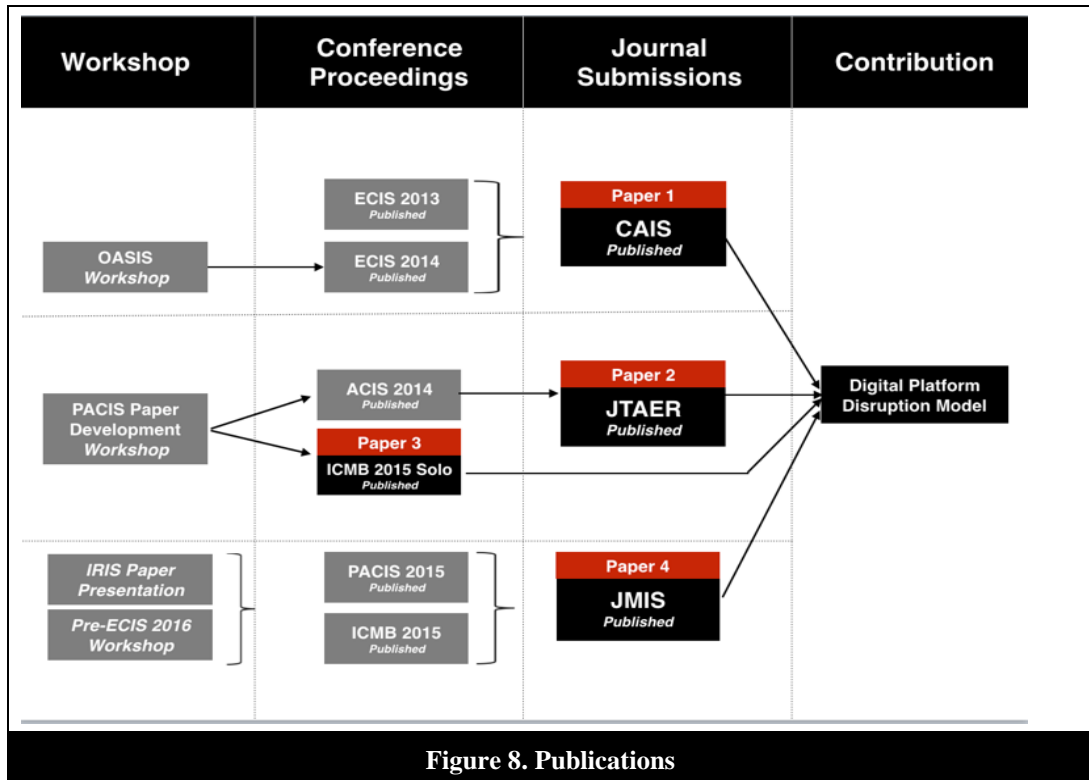 Workshop
Conference
Proceedings
Journal
Submissions
Contribution
OASIS
Workshop
ECIS 2013
Published
ECIS 2014
Published
Paper 1
CAIS
Published
PACIS Paper
Development
Workshop
ACIS 2014
Published
Paper 3
ICMB 2015 Solo
Published
Paper 2
JTAER
Published
Digital Platform
Disruption Model
IRIS Paper
Presentation
Pre-ECIS 2016
Workshop
PACIS 2015
Published
ICMB 2015
Published
Paper 4
JMIS
Published
Figure 8. Publications